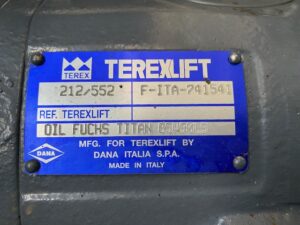 TEREX
TEREXLIFT
212/552 F-ITA-741541
REF. TEREXLIFT
OIL FUCHS TITAN
MFG. FOR TEREXLIFT BY
DANA ITALIA S.P.A.
MADE IN ITALY
DANA